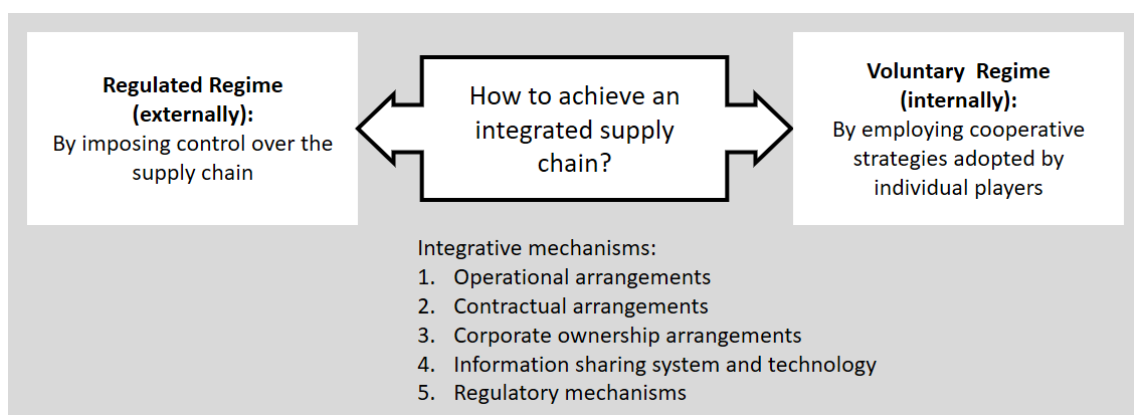 Regulated Regime
(externally):
By imposing control over the
supply chain
How to achieve an
integrated supply
chain?
Voluntary Regime
(internally):
By employing cooperative
strategies adopted by
individual players
Integrative mechanisms:
1. Operational arrangements
2. Contractual arrangements
3. Corporate ownership arrangements
4. Information sharing system and technology
5. Regulatory mechanisms